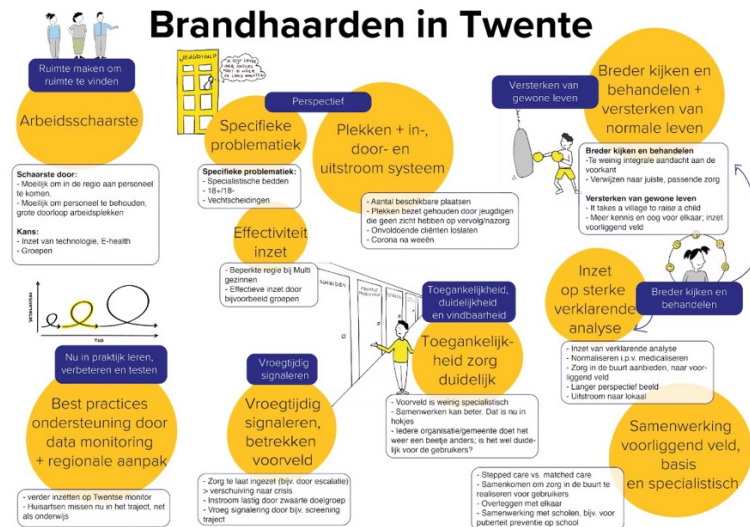 Brandhaarden in Twente
Ruimte maken om
ruimte te vinden
Arbeidsschaarste
Schaarste door:
- Moeilijk om in de regio aan personeel
te komen.
- Moeilijk om personeel te behouden,
grote doorloop arbeidsplekken
Kans:
- Inzet van technologie, E-health
- Groepen
TIJD
Nu in praktijk leren,
verbeteren en testen
Best practices
ondersteuning door
data monitoring
+ regionale aanpak
- verder inzetten op Twentse monitor
- Huisartsen missen nu in het traject, net
als onderwijs
JEUGDHULP
Perspectief
Specifieke
problematiek
Specifieke problematiek:
- Specialistische bedden
- 18+/18-
- Vechtscheidingen
Plekken + in-,
door- en
uitstroom systeem
- Aantal beschikbare plaatsen
- Plekken bezet gehouden door jeugdigen
die geen zicht hebben op vervolg/nazorg
- Onvoldoende cliënten loslaten
- Corona na weeën
Effectiviteit
inzet
- Beperkte regie bij Multi
gezinnen
- Effectieve inzet door
bijvoorbeeld groepen
SCHULDEN
Vroegtijdig
signaleren
Vroegtijdig
signaleren,
betrekken
voorveld
- Zorg te laat ingezet (bijv. door escalatie)
> verschuiving naar crisis
- Instroom lastig door zwarte doelgroep
- Vroeg signalering door bijv. screening
traject
Toegankelijkheid,
duidelijkheid
en vindbaarheid
Toegankelijk-
heid zorg
duidelijk
- Voorveld is weinig specialistisch
- Samenwerken kan beter. Dat is nu in
hokjes
- Iedere organisatie/gemeente doet het
weer een beetje anders; is het wel duide-
lijk voor de gebruikers?
Versterken van
gewone leven
Breder kijken en
behandelen +
versterken van
normale leven
Breder kijken en behandelen
-Te weinig integrale aandacht aan de
voorkant
- Verwijzen naar juiste, passende zorg
Versterken van gewone leven
- It takes a village to raise a child
- Meer kennis en oog voor elkaar; inzet
voorliggend veld
Inzet
op sterke
verklarende
analyse
Breder kijken en
behandelen
- Inzet van verklarende analyse
- Normaliseren i.p.v. medicaliseren
- Zorg in de buurt aanbieden, naar voor-
liggend veld
- Langer perspectief beeld
- Uitstroom naar lokaal
Samenwerking
voorliggend veld,
basis
en specialistisch
- Stepped care vs. matched care
- Samenkomen om zorg in de buurt te
realiseren voor gebruikers
- Overleggen met elkaar
- Samenwerking met scholen, bijv. voor
puberteit preventie op school